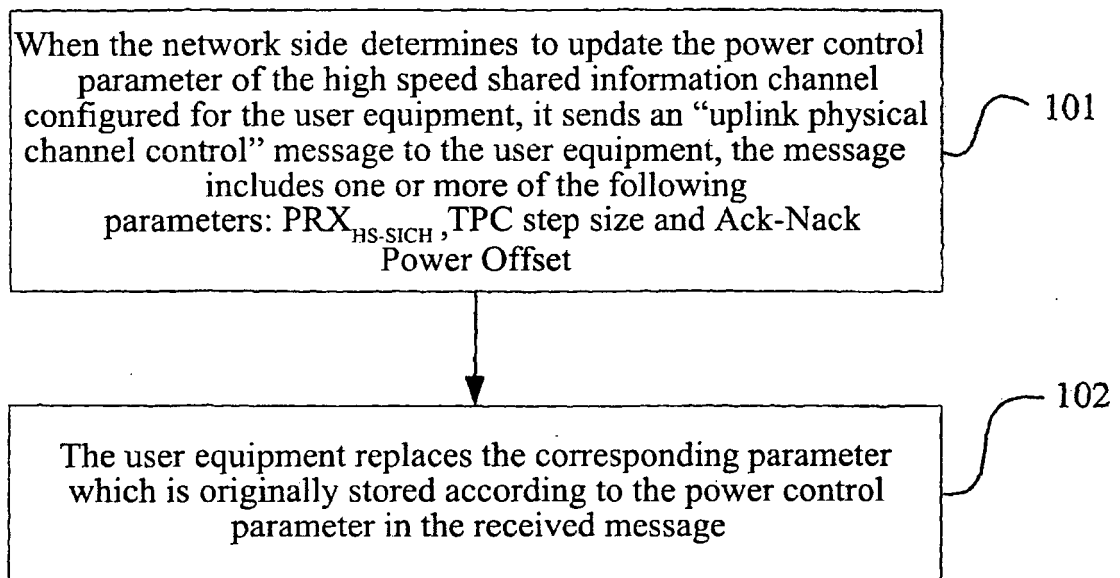 When the network side determines to update the power control
parameter of the high speed shared information channel
configured for the user equipment, it sends an “uplink physical
channel control” message to the user equipment, the message
includes one or more of the following
parameters: PRX_HS-SICH ,TPC step size and Ack-Nack
Power Offset
101
The user equipment replaces the corresponding parameter
which is originally stored according to the power control
parameter in the received message
102